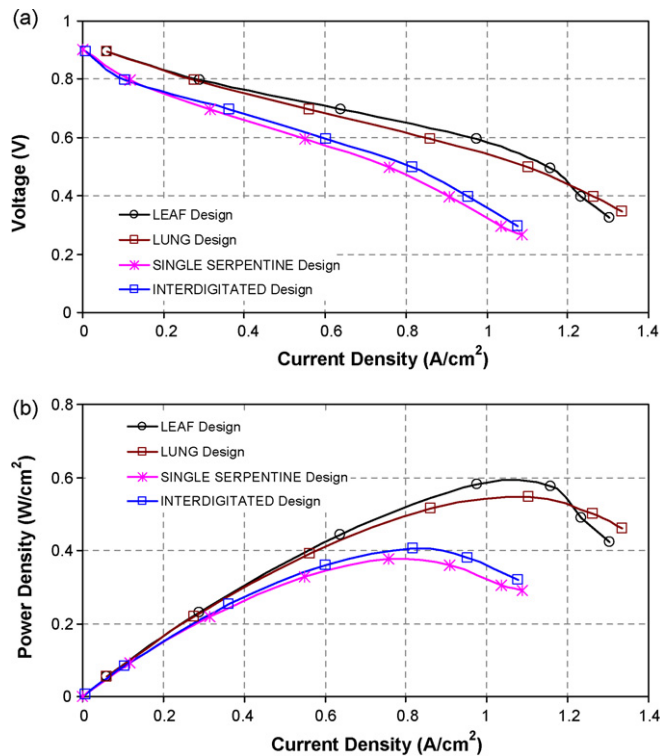 (a)
1
0.8
0.6
0.4
0.2
0
Voltage (V)
LEAF Design
LUNG Design
SINGLE SERPENTINE Design
INTERDIGITATED Design
0 0.2 0.4 0.6 0.8 1 1.2 1.4
Current Density (A/cm²)
(b)
0.8
0.6
0.4
0.2
0
Power Density (W/cm²)
LEAF Design
LUNG Design
SINGLE SERPENTINE Design
INTERDIGITATED Design
0 0.2 0.4 0.6 0.8 1 1.2 1.4
Current Density (A/cm²)